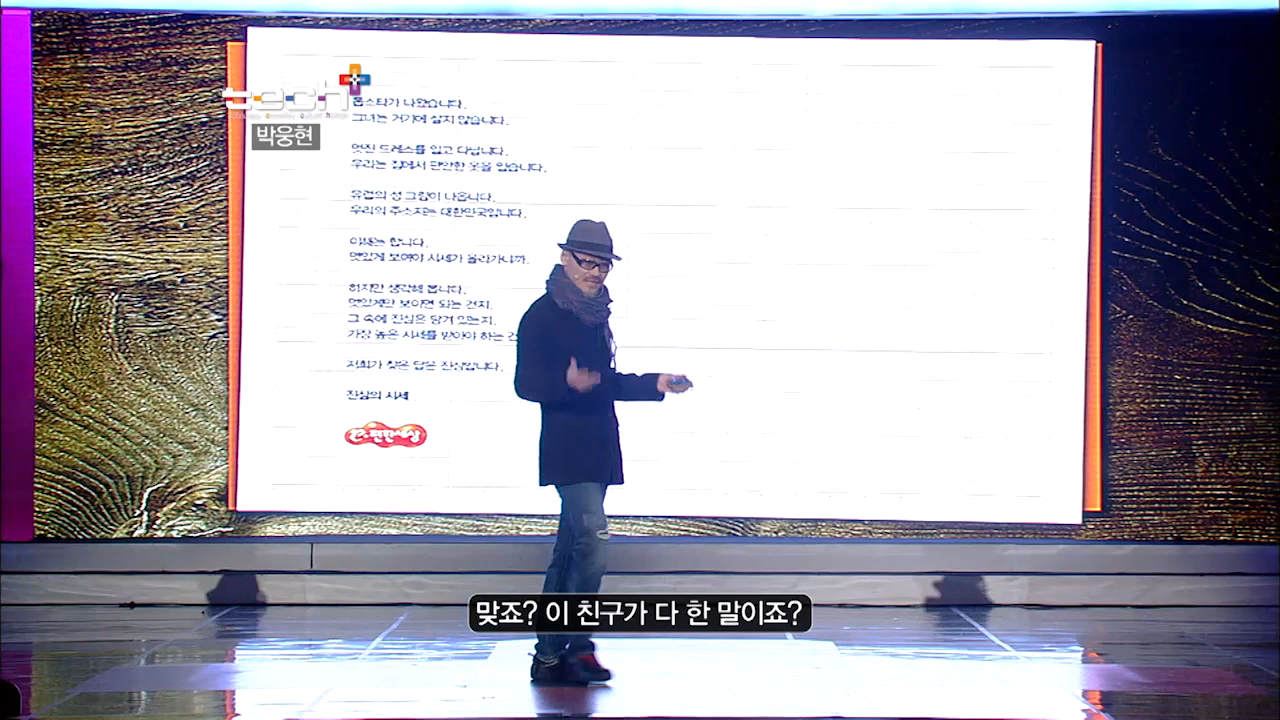 tech+
박웅현
톱스타가 나왔습니다.
그녀는 거기에 살지 않습니다.
멋진 드레스를 입고 다닙니다.
우리는 집에서 편안한 옷을 입습니다.
유럽의 성 그림이 나옵니다.
우리의 주소지는 대한민국입니다.
이해는 합니다.
멋있게 보여야 시세가 올라가니까.
하지만 생각해 봅니다.
멋있게만 보이면 되는 건지.
그 속에 진심은 담겨 있는지.
가장 높은 시세를 받아야 하는 건
저희가 찾은 답은 진심입니다.
진심의 시세
e-편한세상
맞죠? 이 친구가 다 한 말이죠?